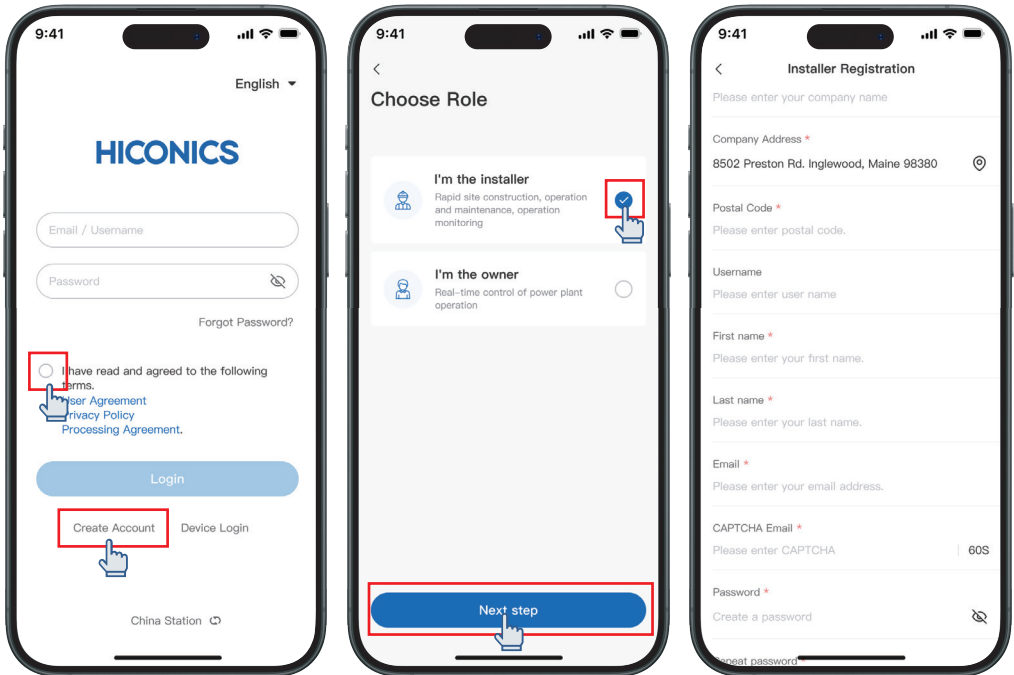 9:41
English
HICONICS
Email / Username
Password
Forgot Password?
I have read and agreed to the following
terms.
User Agreement
Privacy Policy
Processing Agreement.
Login
Create Account
Device Login
China Station
9:41
Choose Role
I'm the installer
Rapid site construction, operation
and maintenance, operation
monitoring
I'm the owner
Real-time control of power plant
operation
Next step
9:41
Installer Registration
Please enter your company name
Company Address *
8502 Preston Rd. Inglewood, Maine 98380
Postal Code *
Please enter postal code.
Username
Please enter user name
First name *
Please enter your first name.
Last name *
Please enter your last name.
Email *
Please enter your email address.
CAPTCHA Email *
Please enter CAPTCHA
60S
Password *
Create a password
Repeat password *